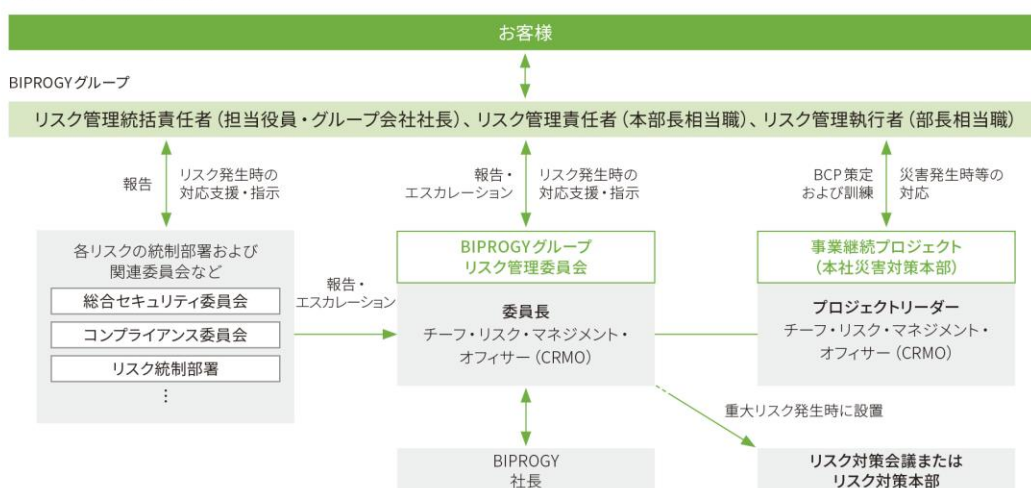 お客様
BIPROGYグループ
リスク管理統括責任者（担当役員・グループ会社社長）、リスク管理責任者（本部長相当職）、リスク管理執行者（部長相当職）
報告
リスク発生時の
対応支援・指示
報告・
エスカレーション
リスク発生時の
対応支援・指示
BCP策定
および訓練
災害発生時等の
対応
各リスクの統制部署および
関連委員会など
総合セキュリティ委員会
コンプライアンス委員会
リスク統制部署
⋮
報告・
エスカレーション
BIPROGYグループ
リスク管理委員会
委員長
チーフ・リスク・マネジメント・
オフィサー（CRMO）
事業継続プロジェクト
（本社災害対策本部）
プロジェクトリーダー
チーフ・リスク・マネジメント・
オフィサー（CRMO）
重大リスク発生時に設置
BIPROGY
社長
リスク対策会議または
リスク対策本部